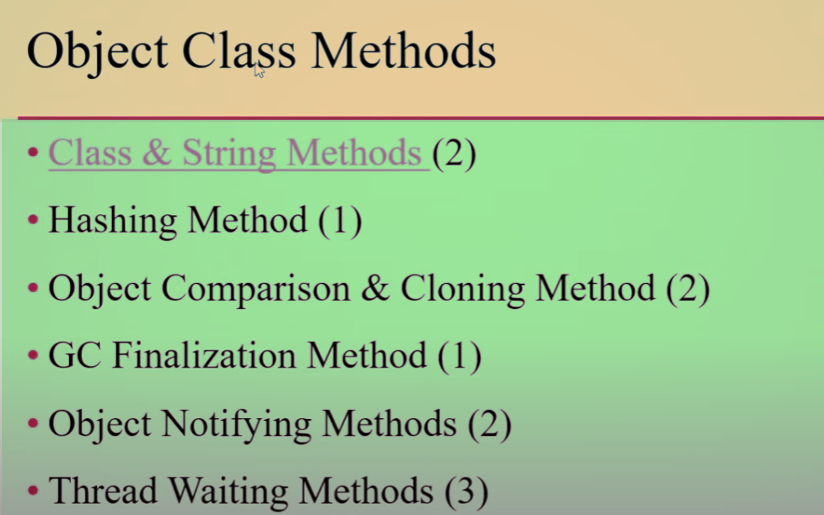 Object Class Methods
• Class & String Methods (2)
• Hashing Method (1)
• Object Comparison & Cloning Method (2)
• GC Finalization Method (1)
• Object Notifying Methods (2)
• Thread Waiting Methods (3)